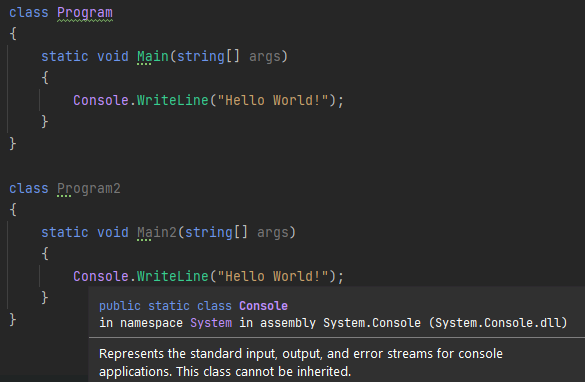 class Program
{
    static void Main(string[] args)
    {
        Console.WriteLine("Hello World!");
    }
}

class Program2
{
    static void Main2(string[] args)
    {
        Console.WriteLine("Hello World!");
    }
}
public static class Console
in namespace System in assembly System.Console (System.Console.dll)
Represents the standard input, output, and error streams for console
applications. This class cannot be inherited.